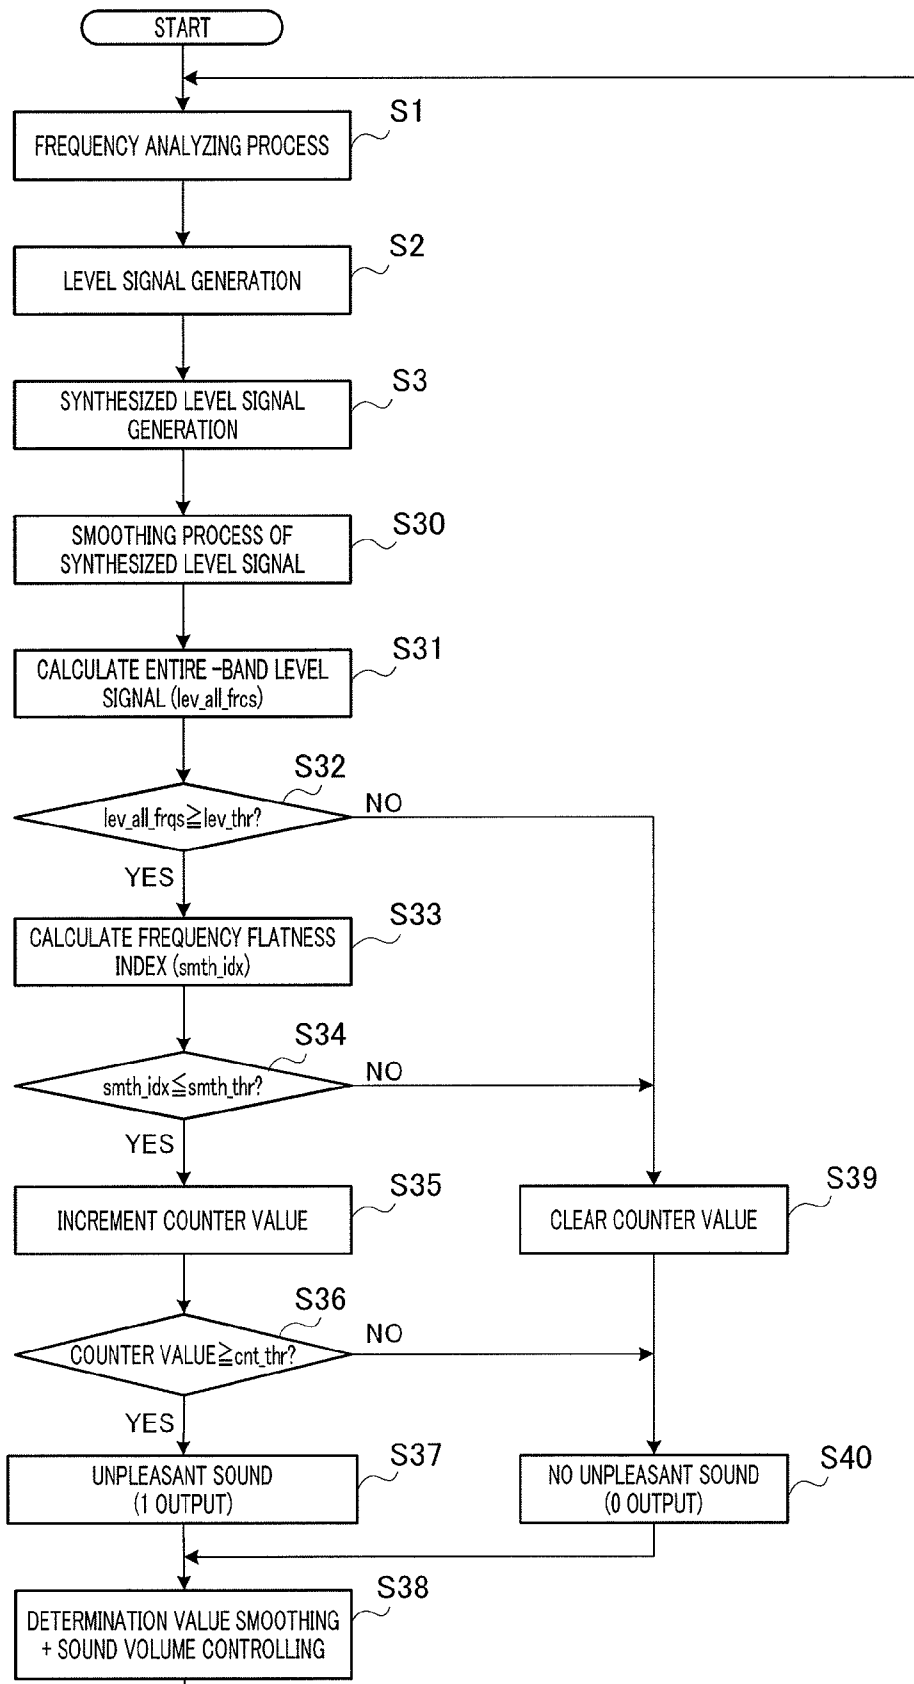 START
S1
FREQUENCY ANALYZING PROCESS
S2
LEVEL SIGNAL GENERATION
S3
SYNTHESIZED LEVEL SIGNAL
GENERATION
S30
SMOOTHING PROCESS OF
SYNTHESIZED LEVEL SIGNAL
S31
CALCULATE ENTIRE-BAND LEVEL
SIGNAL (lev_all_frcs)
S32
lev_all_frqs≧lev_thr?
NO
YES
S33
CALCULATE FREQUENCY FLATNESS
INDEX (smth_idx)
S34
smth_idx≦smth_thr?
NO
YES
S35
INCREMENT COUNTER VALUE
S39
CLEAR COUNTER VALUE
S36
COUNTER VALUE≧cnt_thr?
NO
YES
S37
UNPLEASANT SOUND
(1 OUTPUT)
S40
NO UNPLEASANT SOUND
(0 OUTPUT)
S38
DETERMINATION VALUE SMOOTHING
+ SOUND VOLUME CONTROLLING